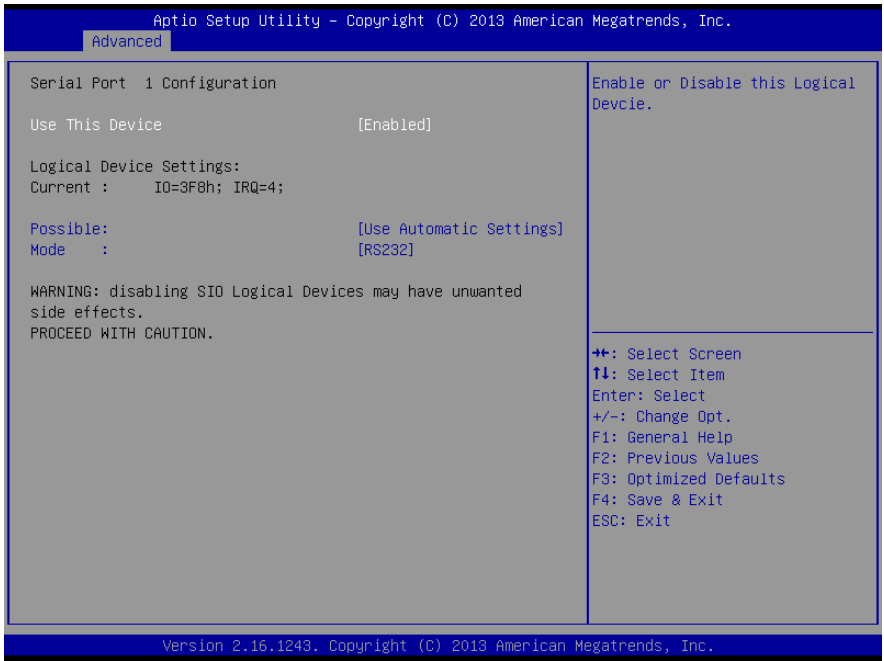 Aptio Setup Utility – Copyright (C) 2013 American Megatrends, Inc.
Advanced
Serial Port  1 Configuration
Use This Device [Enabled]
Logical Device Settings:
Current : IO=3F8h; IRQ=4;
Possible: [Use Automatic Settings]
Mode : [RS232]
WARNING: disabling SIO Logical Devices may have unwanted
side effects.
PROCEED WITH CAUTION.
Enable or Disable this Logical
Devcie.
→←: Select Screen
↑↓: Select Item
Enter: Select
+/-: Change Opt.
F1: General Help
F2: Previous Values
F3: Optimized Defaults
F4: Save & Exit
ESC: Exit
Version 2.16.1243. Copyright (C) 2013 American Megatrends, Inc.